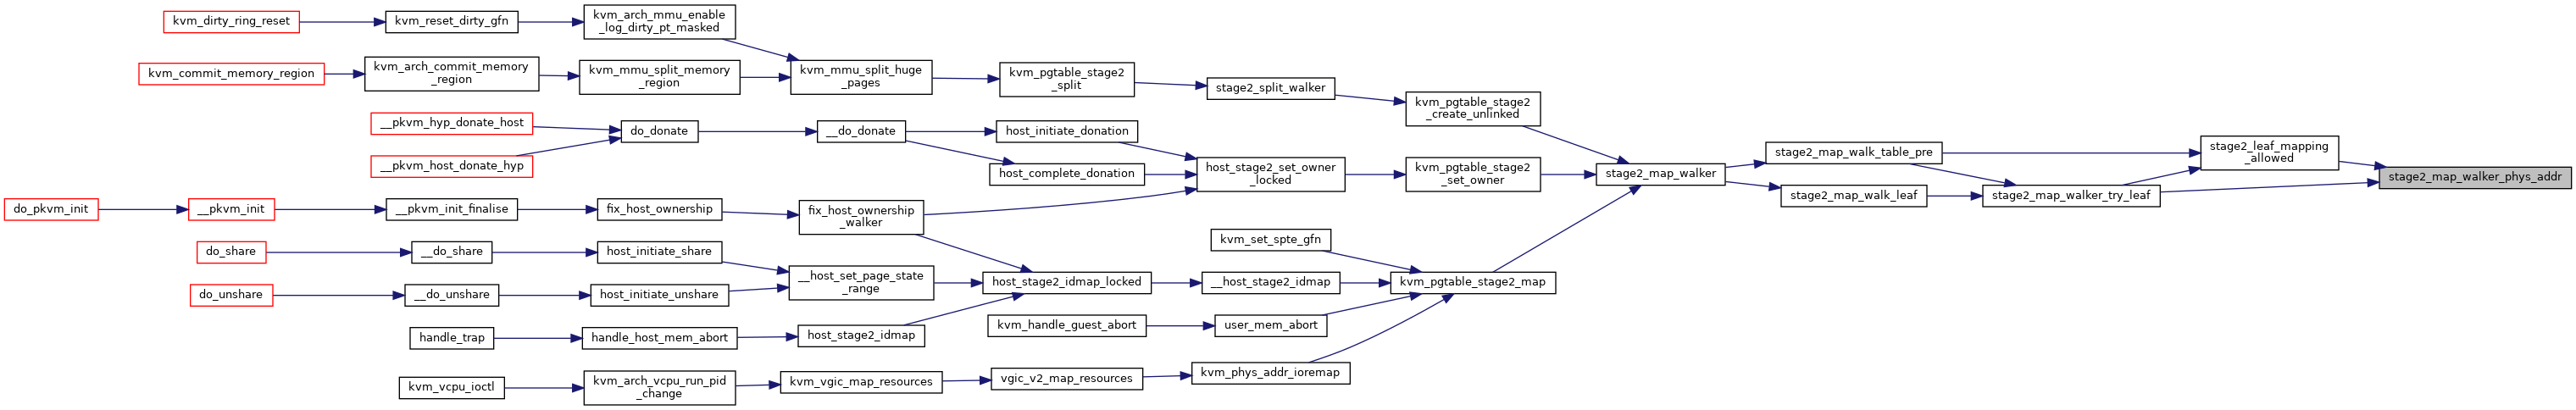 kvm_dirty_ring_reset
kvm_reset_dirty_gfn
kvm_arch_mmu_enable
_log_dirty_pt_masked
kvm_commit_memory_region
kvm_arch_commit_memory
_region
kvm_mmu_split_memory
_region
kvm_mmu_split_huge
_pages
kvm_pgtable_stage2
_split
stage2_split_walker
kvm_pgtable_stage2
_create_unlinked
__pkvm_hyp_donate_host
__pkvm_host_donate_hyp
do_donate
__do_donate
host_initiate_donation
host_complete_donation
host_stage2_set_owner
_locked
kvm_pgtable_stage2
_set_owner
stage2_map_walker
stage2_map_walk_table_pre
stage2_map_walk_leaf
stage2_map_walker_try_leaf
stage2_leaf_mapping
_allowed
stage2_map_walker_phys_addr
do_pkvm_init
__pkvm_init
__pkvm_init_finalise
fix_host_ownership
fix_host_ownership
_walker
do_share
__do_share
host_initiate_share
do_unshare
__do_unshare
host_initiate_unshare
__host_set_page_state
_range
host_stage2_idmap_locked
__host_stage2_idmap
kvm_set_spte_gfn
kvm_pgtable_stage2_map
handle_trap
handle_host_mem_abort
host_stage2_idmap
kvm_handle_guest_abort
user_mem_abort
kvm_vcpu_ioctl
kvm_arch_vcpu_run_pid
_change
kvm_vgic_map_resources
vgic_v2_map_resources
kvm_phys_addr_ioremap